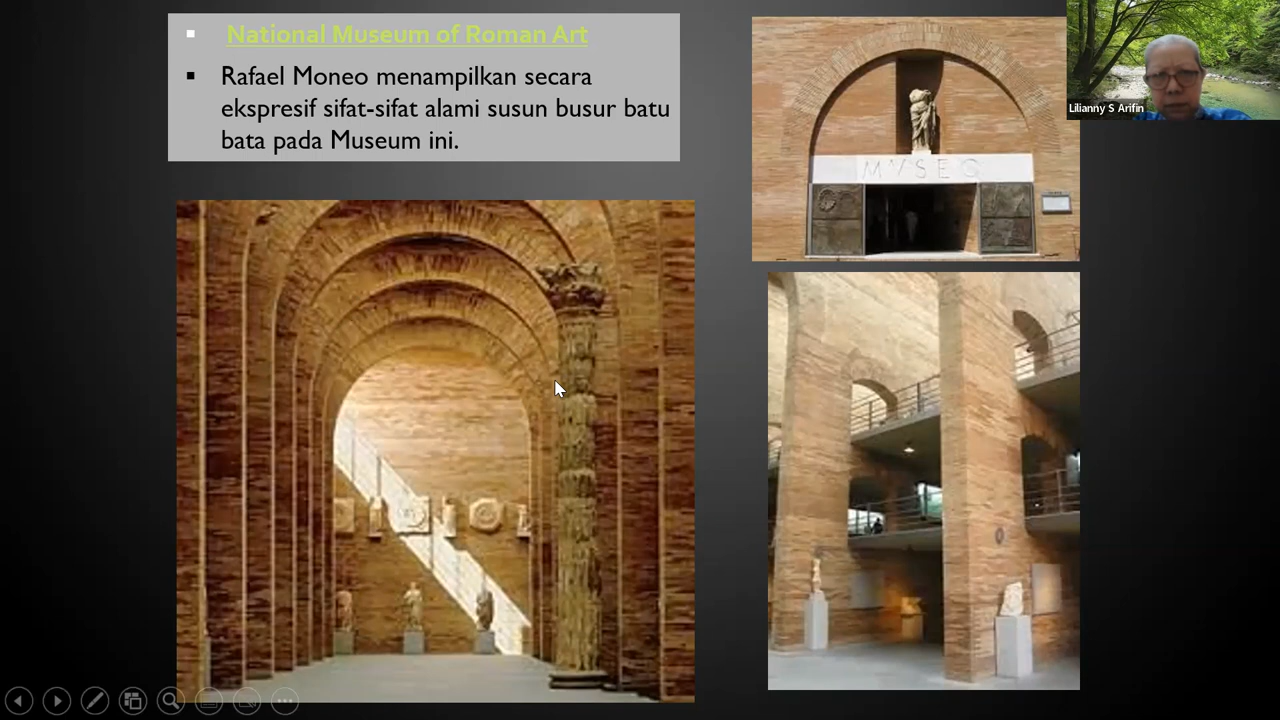 National Museum of Roman Art
Rafael Moneo menampilkan secara
ekspresif sifat-sifat alami susun busur batu
bata pada Museum ini.
MVSEO
Lilianny S Arifin